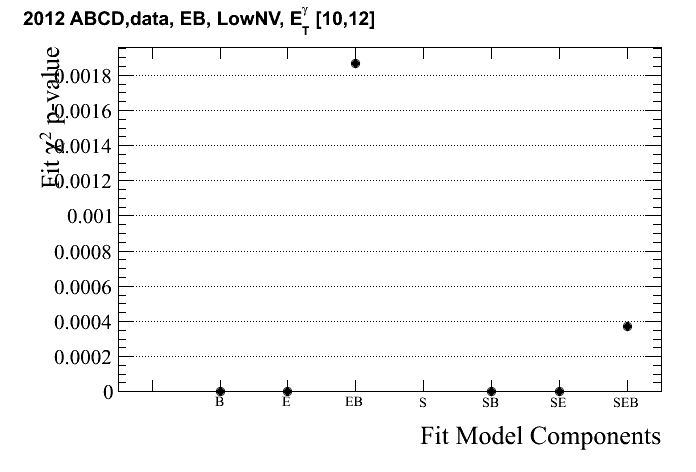 2012 ABCD,data, EB, LowNV, E_T^γ [10,12]
Fit χ² p-value
0.0018
0.0016
0.0014
0.0012
0.001
0.0008
0.0006
0.0004
0.0002
0
B E EB S SB SE SEB
Fit Model Components